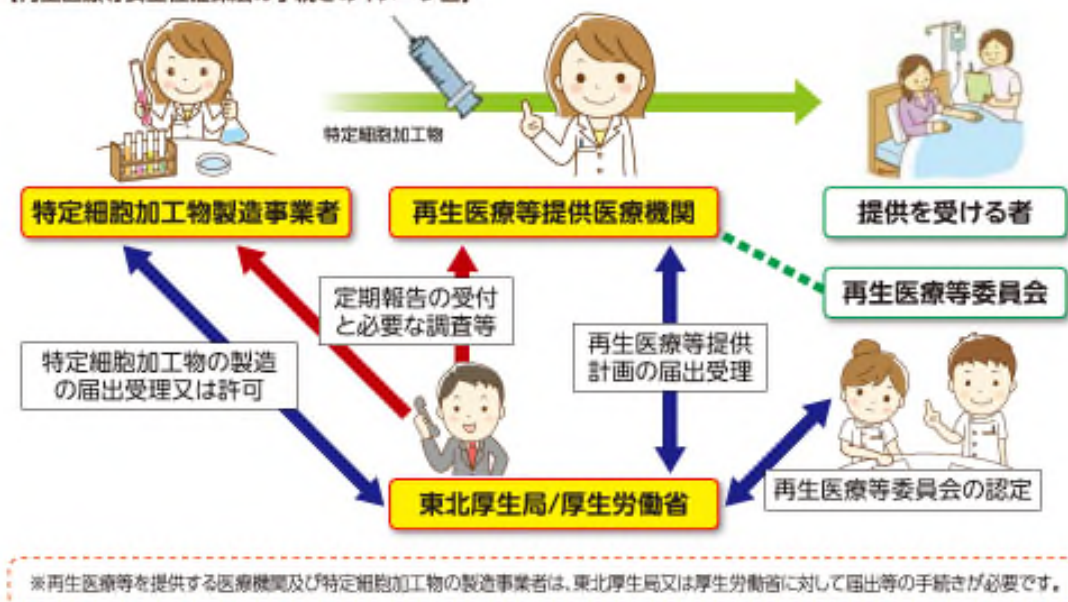 特定細胞加工物
特定細胞加工物製造事業者
再生医療等提供医療機関
提供を受ける者
再生医療等委員会
定期報告の受付
と必要な調査等
特定細胞加工物の製造
の届出受理又は許可
再生医療等提供
計画の届出受理
再生医療等委員会の認定
東北厚生局/厚生労働省
※再生医療等を提供する医療機関及び特定細胞加工物の製造事業者は、東北厚生局又は厚生労働省に対して届出等の手続きが必要です。